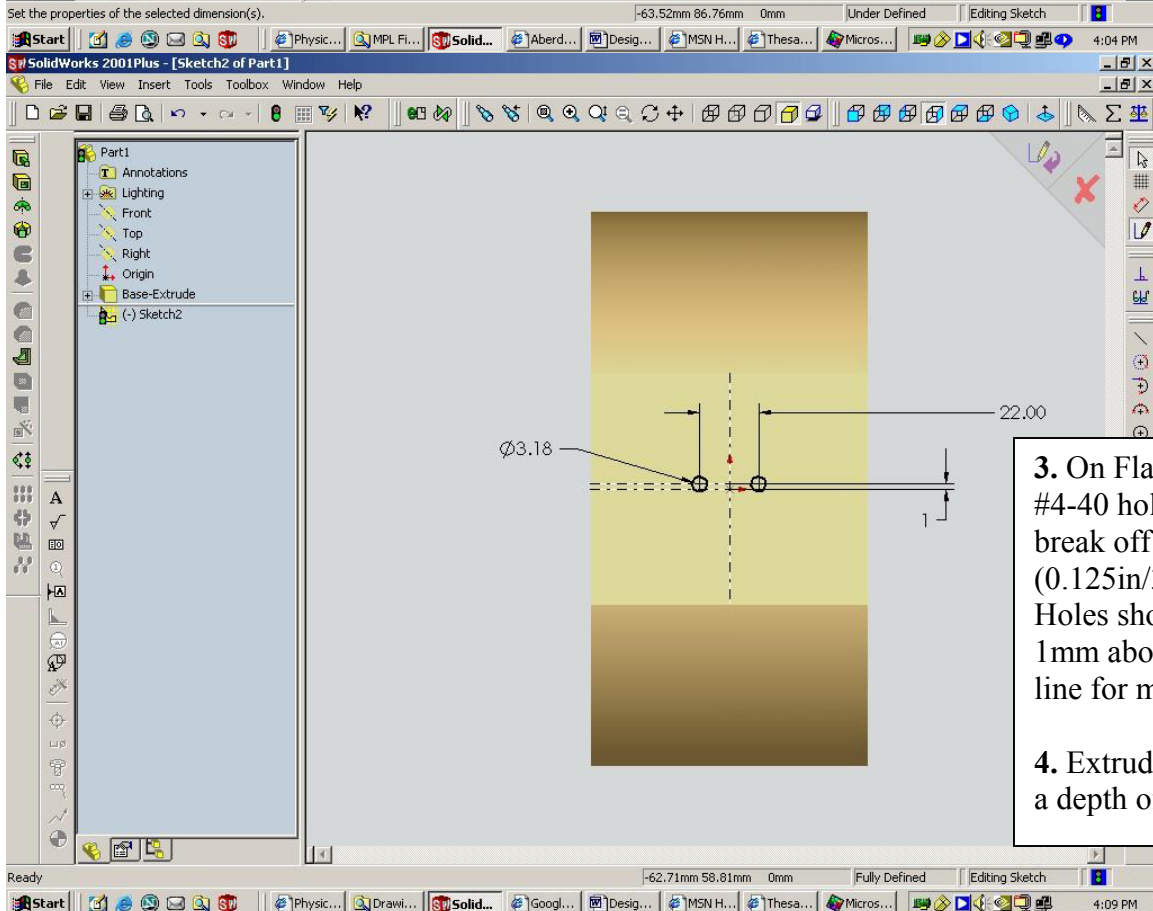 Set the properties of the selected dimension(s).
-63.52mm 86.76mm 0mm Under Defined Editing Sketch
Start Physic... MPL Fi... Solid... Aberd... Desig... MSN H... Thesa... Micros... 4:04 PM
SolidWorks 2001Plus - [Sketch2 of Part1]
File Edit View Insert Tools Toolbox Window Help
Part1
Annotations
Lighting
Front
Top
Right
Origin
Base-Extrude
(-) Sketch2
22.00
Ø3.18
1
3. On Fla
#4-40 hol
break off
(0.125in/
Holes sho
1mm abo
line for m
4. Extrud
a depth o
Ready
-62.71mm 58.81mm 0mm Fully Defined Editing Sketch
Start Physic... Drawi... Solid... Googl... Desig... MSN H... Thesa... Micros... 4:09 PM